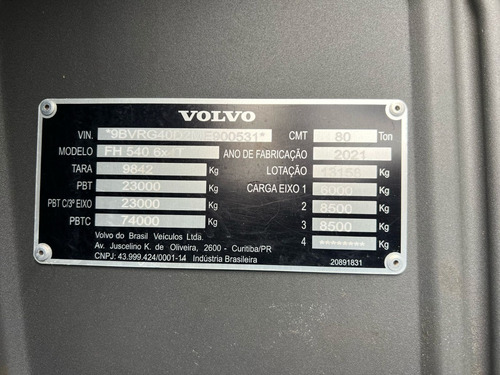 VOLVO
VIN.
CMT 80 Ton
MODELO FH 540 ANO DE FABRICAÇÃO 2021
TARA 9842 Kg LOTAÇÃO 13158 Kg
PBT 23000 Kg CARGA EIXO 1 6000 Kg
PBT C/3º EIXO 23000 Kg 2 8500 Kg
PBTC 74000 Kg 3 8500 Kg
4 ******** Kg
Volvo do Brasil Veículos Ltda.
Av. Juscelino K. de Oliveira, 2600 - Curitiba/PR
CNPJ: 43.999.424/0001-14 Indústria Brasileira
20891831